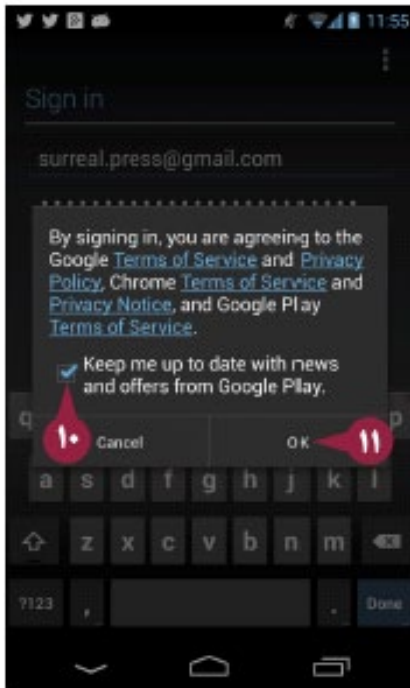 11:55
Sign in
surreal.press@gmail.com
By signing in, you are agreeing to the
Google Terms of Service and Privacy
Policy, Chrome Terms of Service and
Privacy Notice, and Google Play
Terms of Service.
Keep me up to date with news
and offers from Google Pllay.
q p
١٠ Cancel OK ١١
a s d f g h j k l
z x c v b n m
?123 , . Done